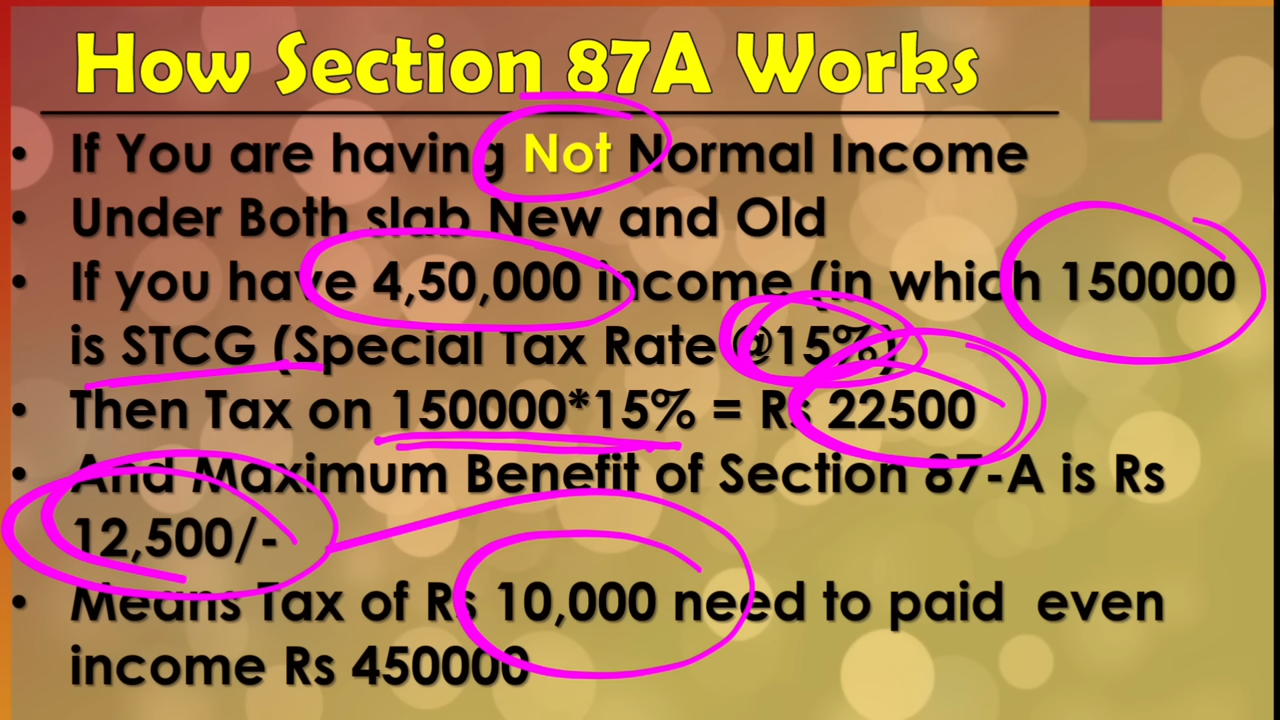 How Section 87A Works
• If You are having Not Normal Income
• Under Both slab New and Old
• If you have 4,50,000 income (in which 150000
is STCG (Special Tax Rate @15%)
• Then Tax on 150000*15% = Rs 22500
• And Maximum Benefit of Section 87-A is Rs
12,500/-
• Means Tax of Rs 10,000 need to paid even
income Rs 450000